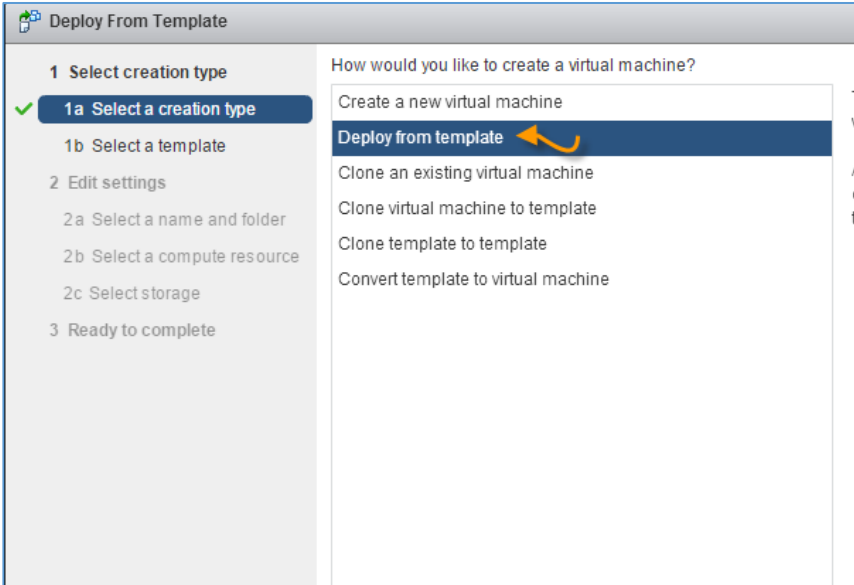 Deploy From Template
1 Select creation type
1a Select a creation type
1b Select a template
2 Edit settings
2a Select a name and folder
2b Select a compute resource
2c Select storage
3 Ready to complete
How would you like to create a virtual machine?
Create a new virtual machine
Deploy from template
Clone an existing virtual machine
Clone virtual machine to template
Clone template to template
Convert template to virtual machine